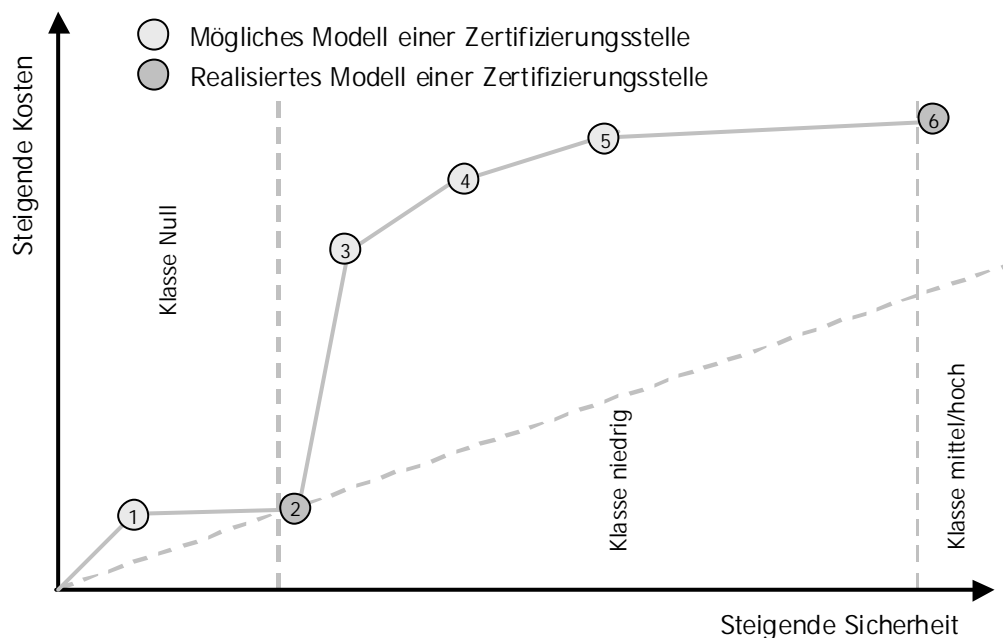 Mögliches Modell einer Zertifizierungsstelle
Realisiertes Modell einer Zertifizierungsstelle
Steigende Kosten
Klasse Null
1
2
3
4
5
6
Klasse niedrig
Klasse mittel/hoch
Steigende Sicherheit